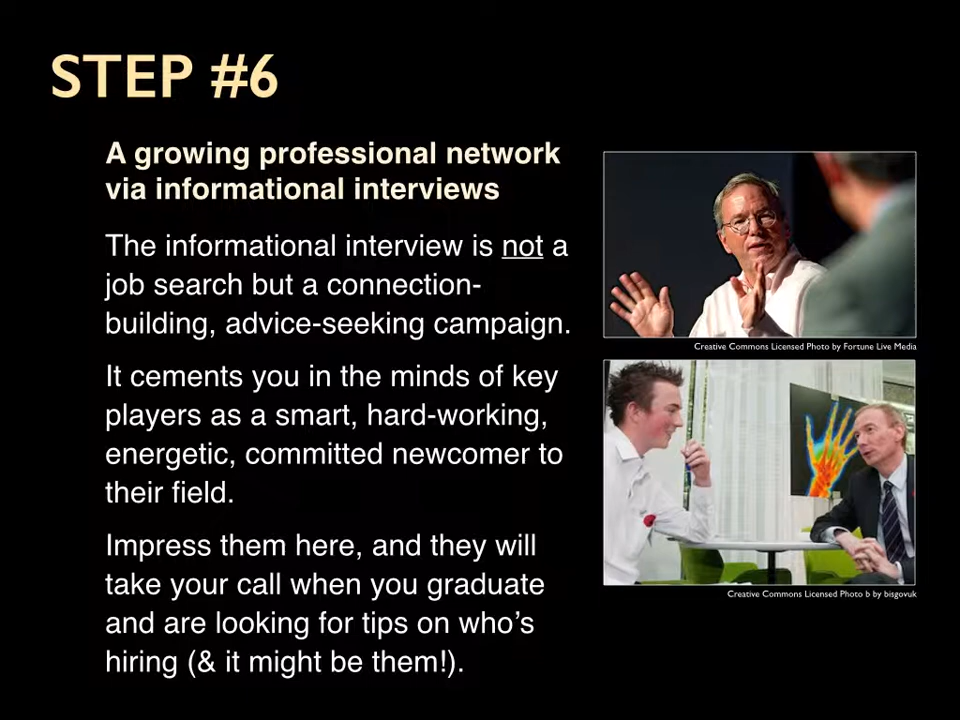 STEP #6
A growing professional network
via informational interviews
The informational interview is not a
job search but a connection-
building, advice-seeking campaign.
It cements you in the minds of key
players as a smart, hard-working,
energetic, committed newcomer to
their field.
Impress them here, and they will
take your call when you graduate
and are looking for tips on who’s
hiring (& it might be them!).
Creative Commons Licensed Photo by Fortune Live Media
Creative Commons Licensed Photo b by bisgovuk